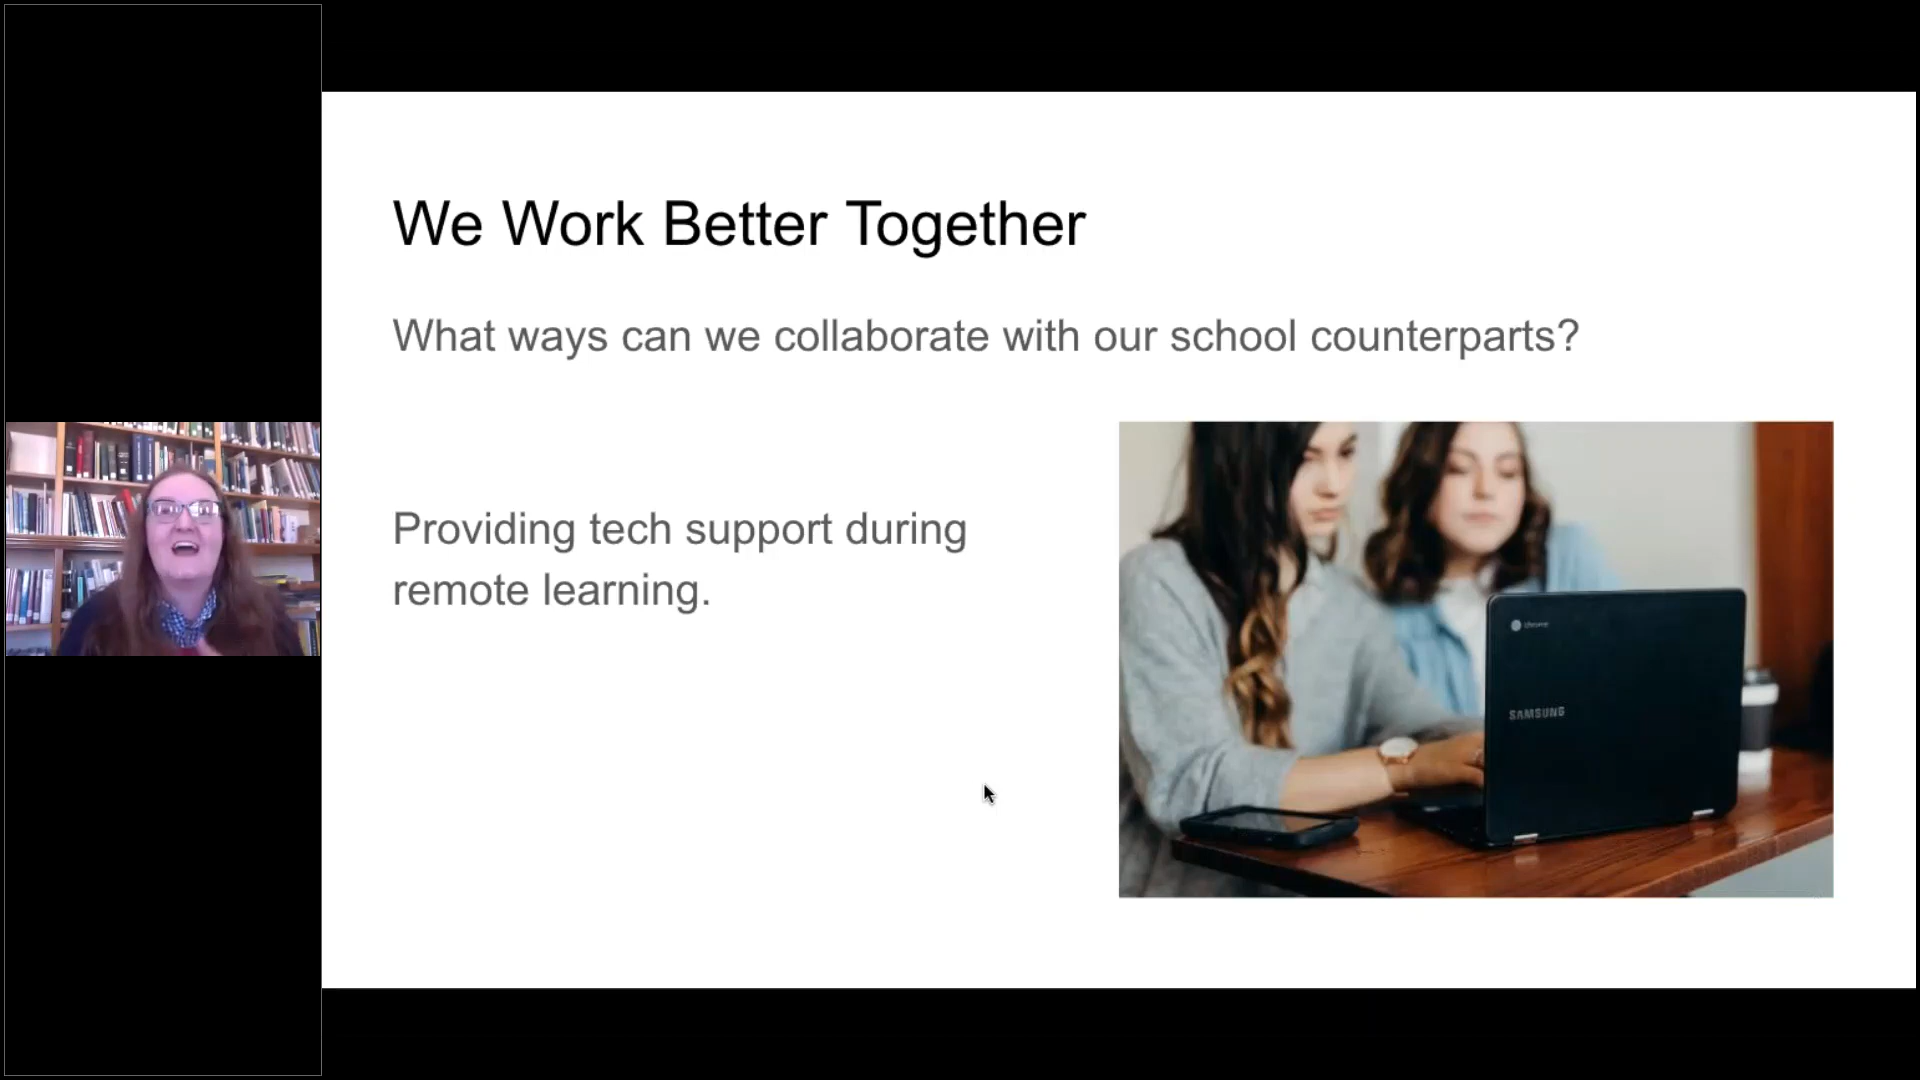 We Work Better Together
What ways can we collaborate with our school counterparts?
Providing tech support during
remote learning.
chrome
SAMSUNG